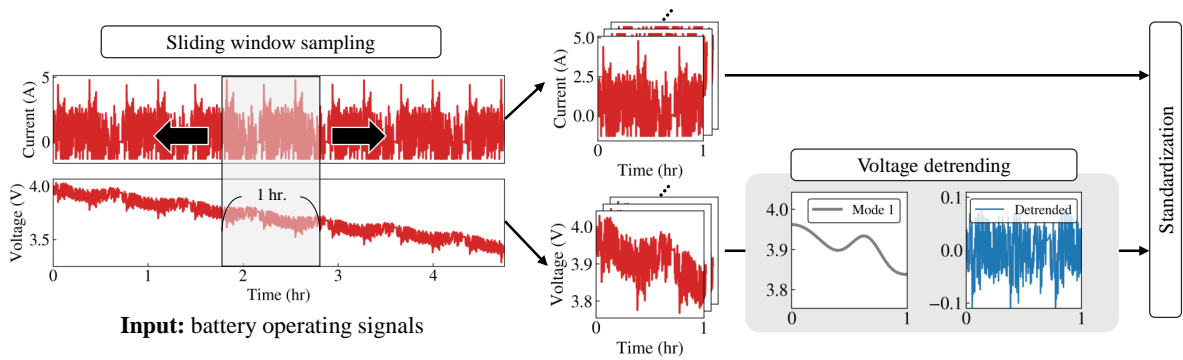 Sliding window sampling
Current (A)
5
0
Voltage (V)
4.0
3.5
1 hr.
0 1 2 3 4
Time (hr)
Input: battery operating signals
Current (A)
5.0
2.5
0.0
0 1
Time (hr)
Voltage (V)
4.0
3.9
3.8
0 1
Time (hr)
Voltage detrending
4.0
3.9
3.8
Mode 1
0 1
0.1
0.0
−0.1
Detrended
0 1
Standardization